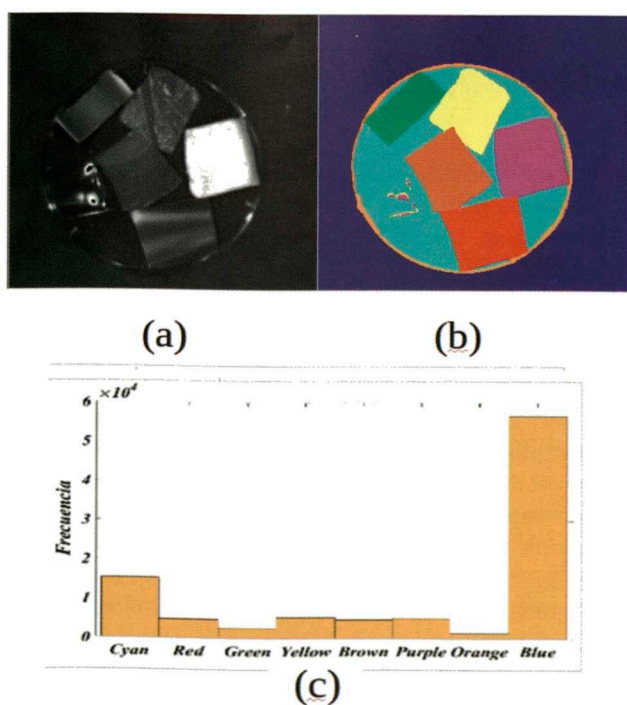 (a) (b)
×10⁴
6
5
4
3
2
1
0
Frecuencia
Cyan Red Green Yellow Brown Purple Orange Blue
(c)